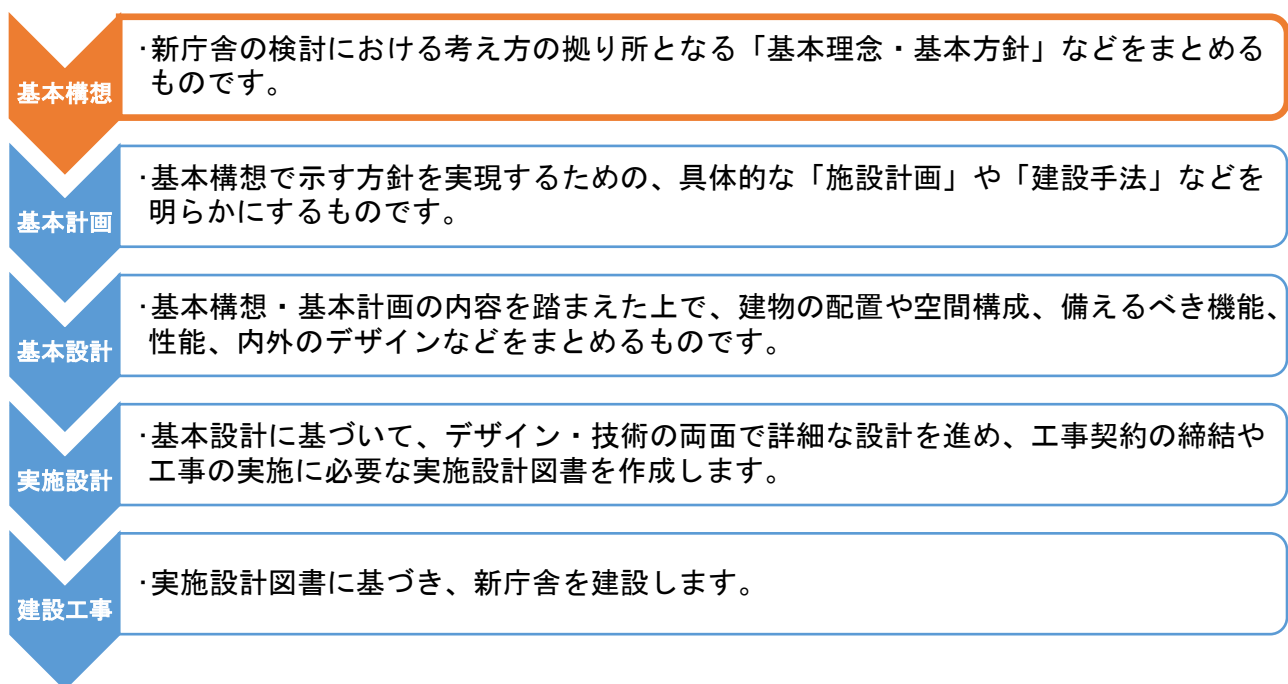 基本構想
・新庁舎の検討における考え方の拠り所となる「基本理念・基本方針」などをまとめる
ものです。
基本計画
・基本構想で示す方針を実現するための、具体的な「施設計画」や「建設手法」などを
明らかにするものです。
基本設計
・基本構想・基本計画の内容を踏まえた上で、建物の配置や空間構成、備えるべき機能、
性能、内外のデザインなどをまとめるものです。
実施設計
・基本設計に基づいて、デザイン・技術の両面で詳細な設計を進め、工事契約の締結や
工事の実施に必要な実施設計図書を作成します。
建設工事
・実施設計図書に基づき、新庁舎を建設します。